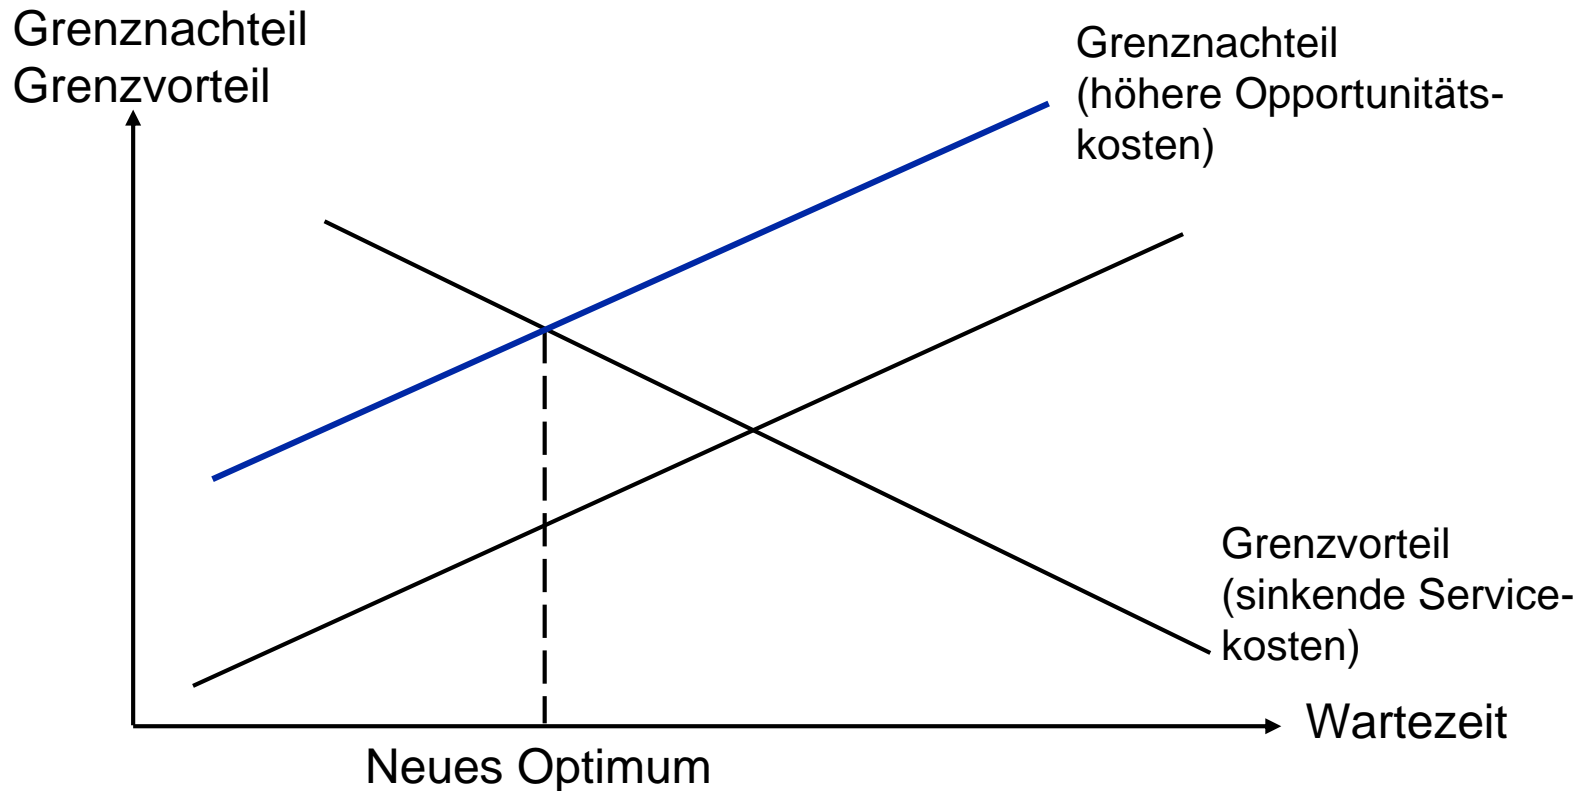 Grenznachteil
Grenzvorteil
Grenznachteil
(höhere Opportunitäts-
kosten)
Grenzvorteil
(sinkende Service-
kosten)
Wartezeit
Neues Optimum